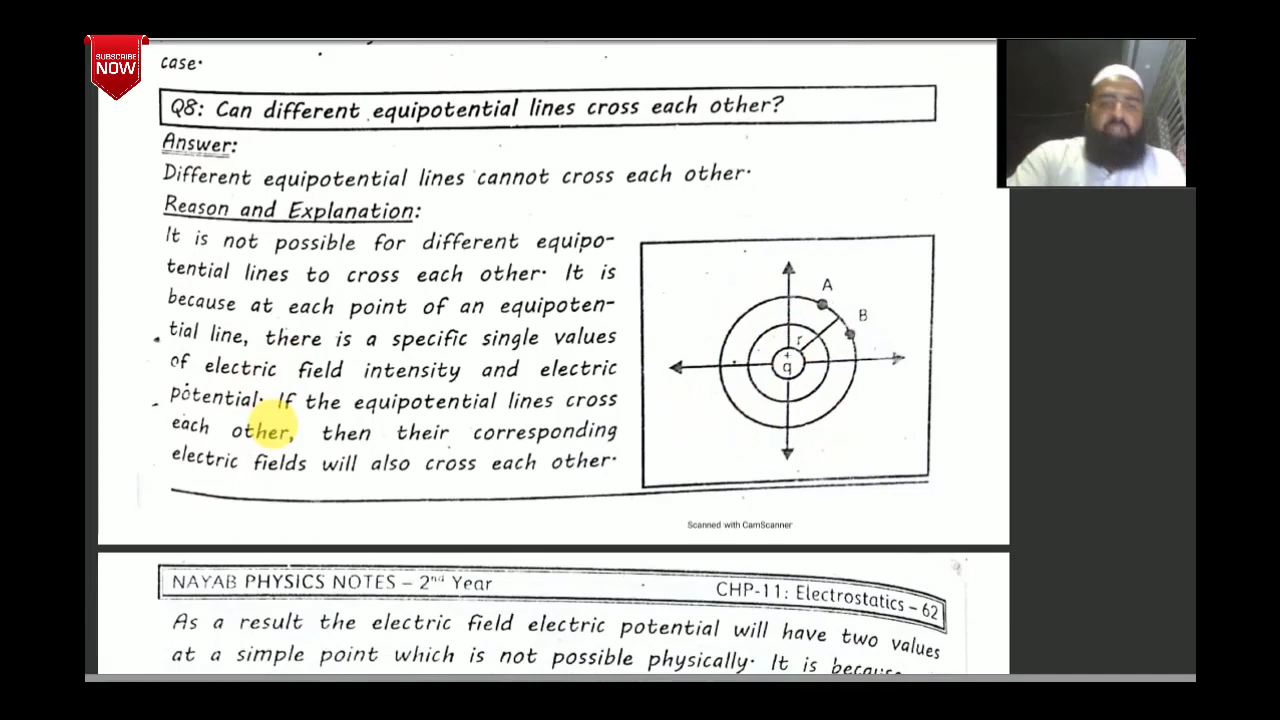 SUBSCRIBE
NOW
case.
Q8: Can different equipotential lines cross each other?
Answer:
Different equipotential lines cannot cross each other.
Reason and Explanation:
It is not possible for different equipo-
tential lines to cross each other. It is
because at each point of an equipoten-
tial line, there is a specific single values
of electric field intensity and electric
potential. If the equipotential lines cross
each other, then their corresponding
electric fields will also cross each other.
A
B
r
+
q
Scanned with CamScanner
NAYAB PHYSICS NOTES – 2nd Year
CHP-11: Electrostatics – 62
As a result the electric field electric potential will have two values
at a simple point which is not possible physically. It is because